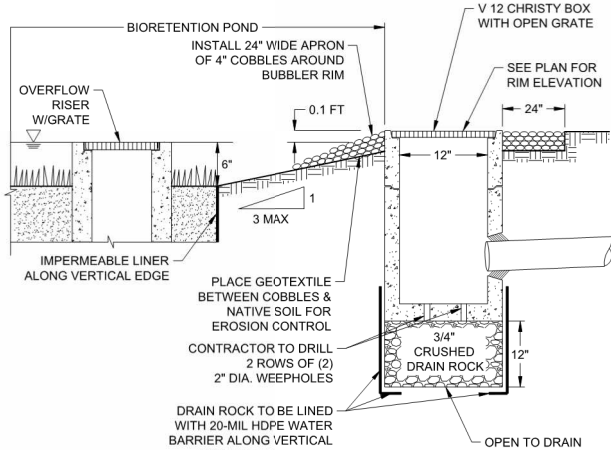 BIORETENTION POND
V 12 CHRISTY BOX
WITH OPEN GRATE
INSTALL 24" WIDE APRON
OF 4" COBBLES AROUND
BUBBLER RIM
SEE PLAN FOR
RIM ELEVATION
OVERFLOW
RISER
W/GRATE
0.1 FT
24"
6"
12"
1
3 MAX
IMPERMEABLE LINER
ALONG VERTICAL EDGE
PLACE GEOTEXTILE
BETWEEN COBBLES &
NATIVE SOIL FOR
EROSION CONTROL
CONTRACTOR TO DRILL
2 ROWS OF (2)
2" DIA. WEEPHOLES
3/4"
CRUSHED
DRAIN ROCK
12"
DRAIN ROCK TO BE LINED
WITH 20-MIL HDPE WATER
BARRIER ALONG VERTICAL
OPEN TO DRAIN